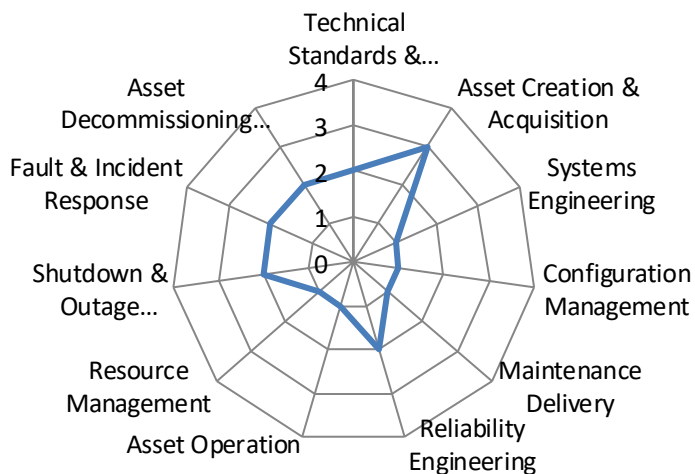 Technical
Standards &...
Asset Creation &
Acquisition
Systems
Engineering
Configuration
Management
Maintenance
Delivery
Reliability
Engineering
Asset Operation
Resource
Management
Shutdown &
Outage...
Fault & Incident
Response
Asset
Decommissioning...
4
3
2
1
0